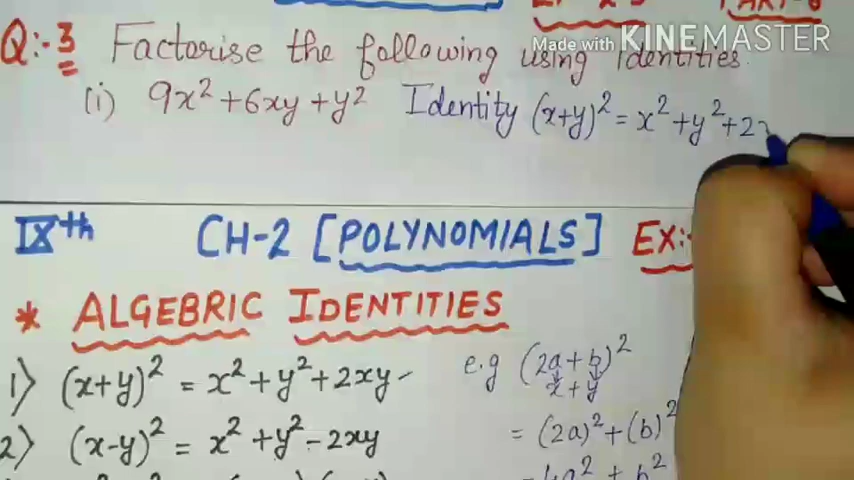 Made with KINEMASTER
Q:-3 Factorise the following using Identities
(i) 9x² + 6xy + y² Identity (x+y)² = x² + y² + 2
IXth CH-2 [POLYNOMIALS] EX:-
* ALGEBRIC IDENTITIES
1) (x+y)² = x² + y² + 2xy
e.g (2a + b)²
x + y
2) (x-y)² = x² + y² - 2xy
= (2a)² + (b)²
= 4a² + b²